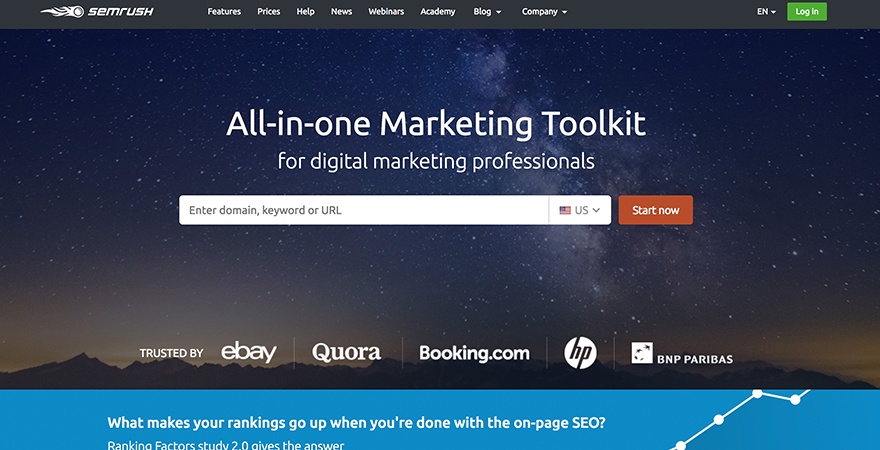 SEMRUSH
Features Prices Help News Webinars Academy Blog Company EN Log in
All-in-one Marketing Toolkit
for digital marketing professionals
Enter domain, keyword or URL US Start now
TRUSTED BY ebay Quora Booking.com hp BNP PARIBAS
What makes your rankings go up when you're done with the on-page SEO?
Ranking Factors study 2.0 gives the answer